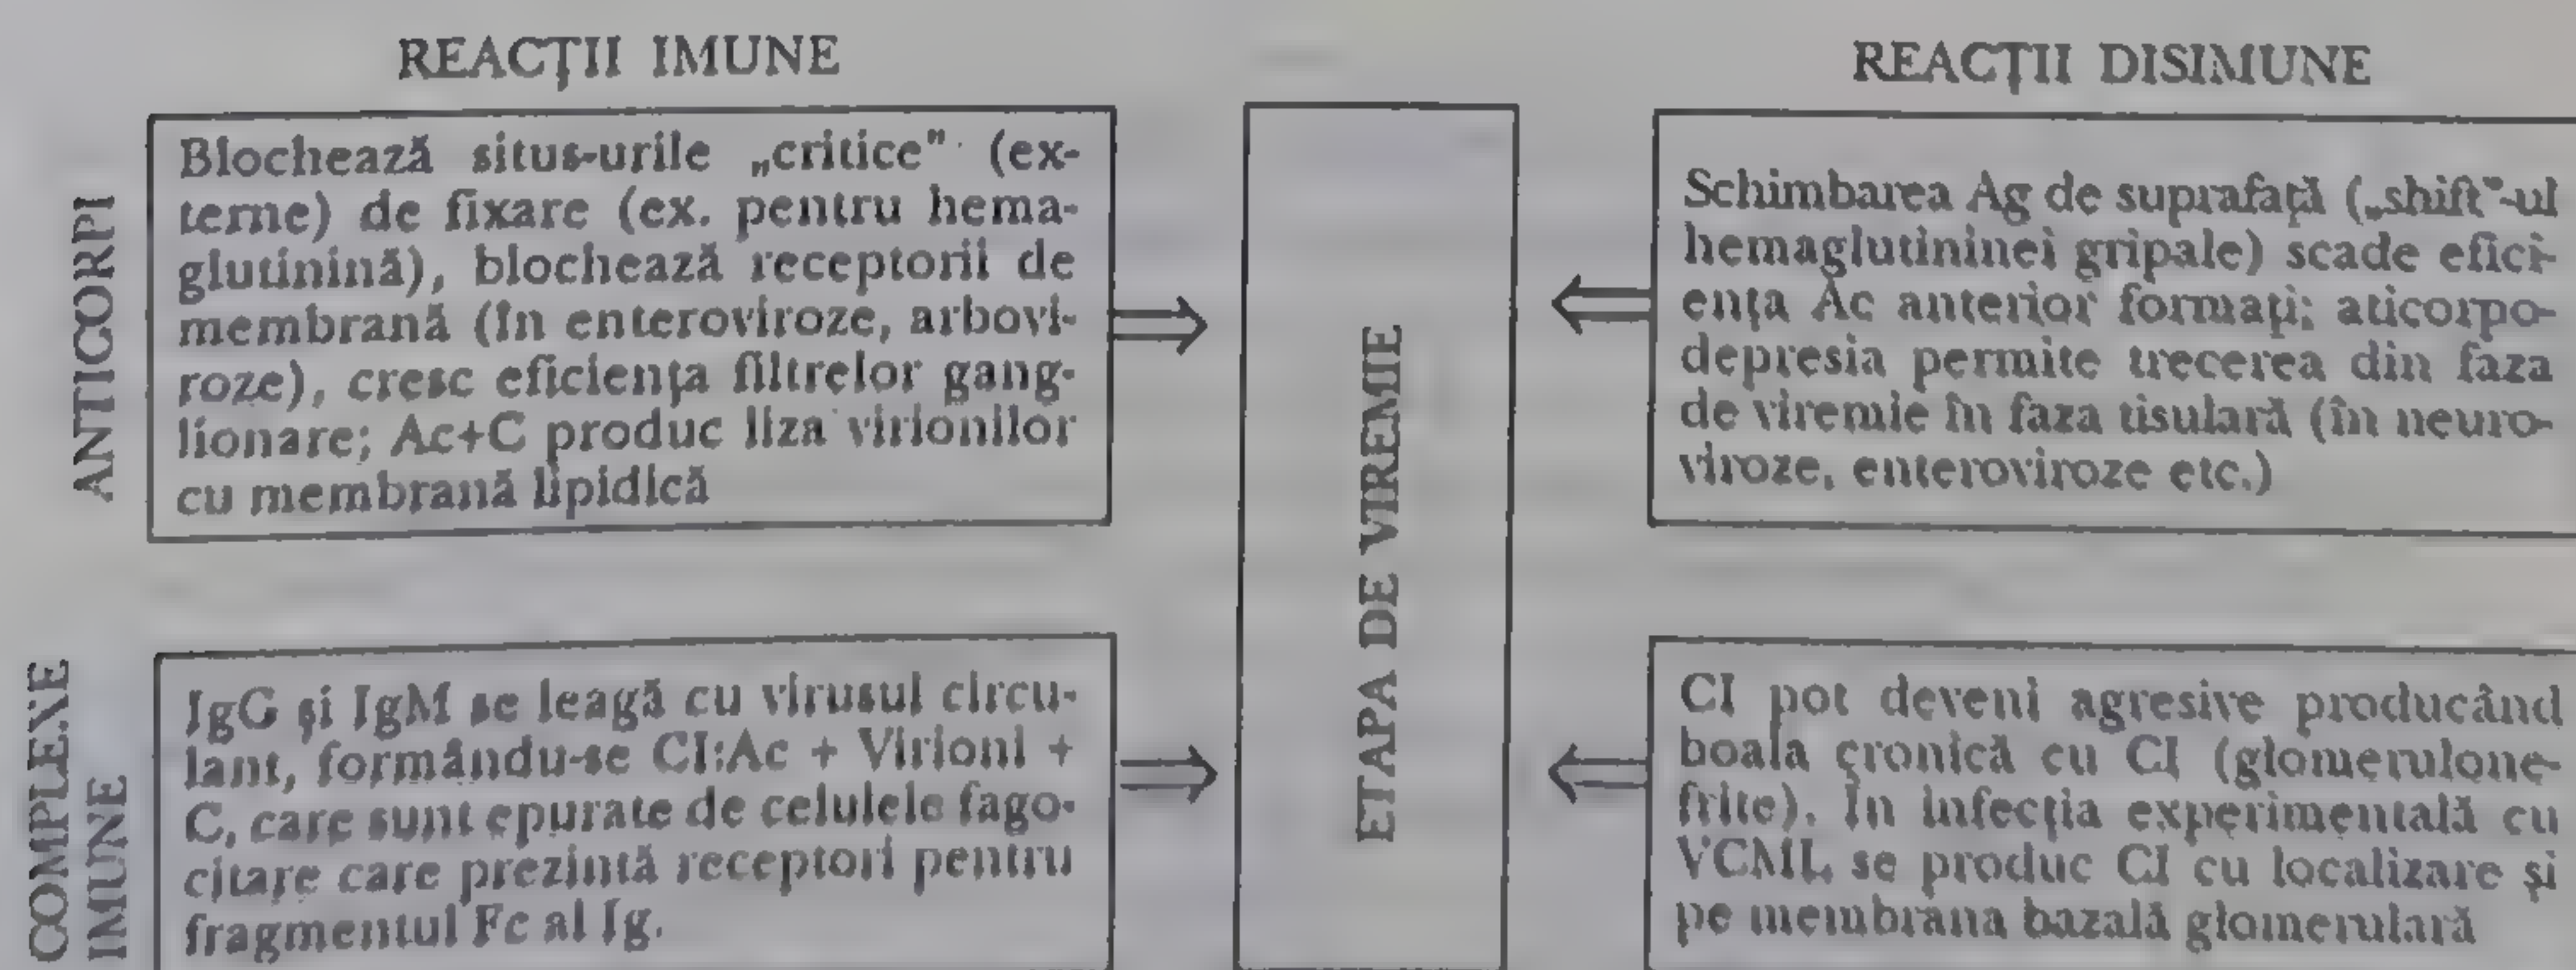 REACȚII IMUNE
REACȚII DISIMUNE
ANTICORPI
Blochează situs-urile „critice" (ex-
terne) de fixare (ex. pentru hema-
glutinină), blochează receptorii de
membrană (în enteroviroze, arbovi-
roze), cresc eficiența filtrelor gang-
lionare; Ac+C produc liza virionilor
cu membrană lipidică
ETAPA DE VIREMIE
Schimbarea Ag de suprafață („shift"-ul
hemaglutininei gripale) scade efici-
ența Ac anterior formați; aticorpo-
depresia permite trecerea din faza
de viremie în faza tisulară (în neuro-
viroze, enteroviroze etc.)
COMPLEXE
IMUNE
IgG și IgM se leagă cu virusul circu-
lant, formându-se CI:Ac + Virioni +
C, care sunt epurate de celulele fago-
citare care prezintă receptori pentru
fragmentul Fc al Ig.
CI pot deveni agresive producând
boala cronică cu CI (glomerulone-
frite). În infecția experimentală cu
VCML se produc CI cu localizare și
pe membrana bazală glomerulară